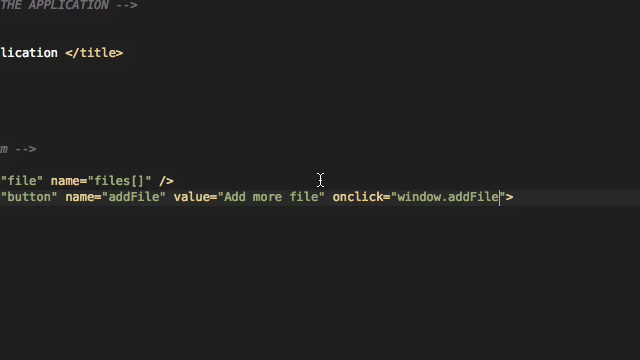 THE APPLICATION -->
lication </title>
m -->
"file" name="files[]" />
"button" name="addFile" value="Add more file" onclick="window.addFile">